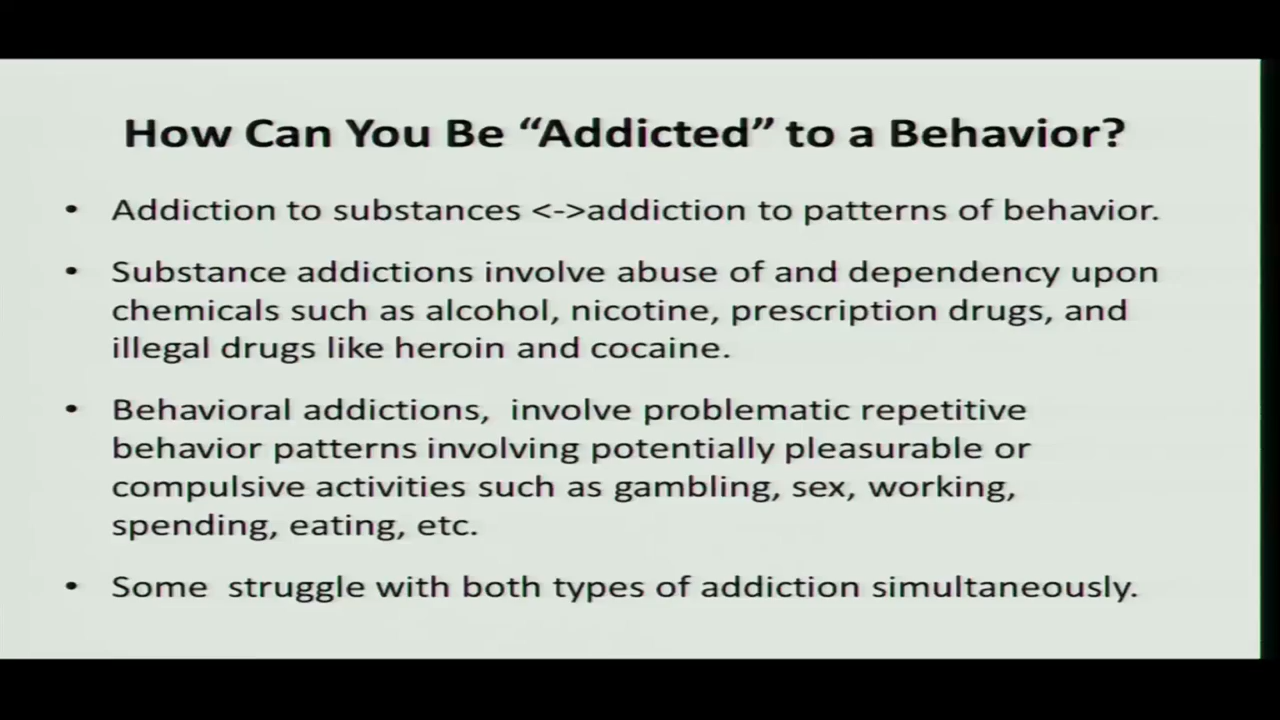 How Can You Be “Addicted” to a Behavior?
• Addiction to substances <->addiction to patterns of behavior.
• Substance addictions involve abuse of and dependency upon
chemicals such as alcohol, nicotine, prescription drugs, and
illegal drugs like heroin and cocaine.
• Behavioral addictions,  involve problematic repetitive
behavior patterns involving potentially pleasurable or
compulsive activities such as gambling, sex, working,
spending, eating, etc.
• Some  struggle with both types of addiction simultaneously.